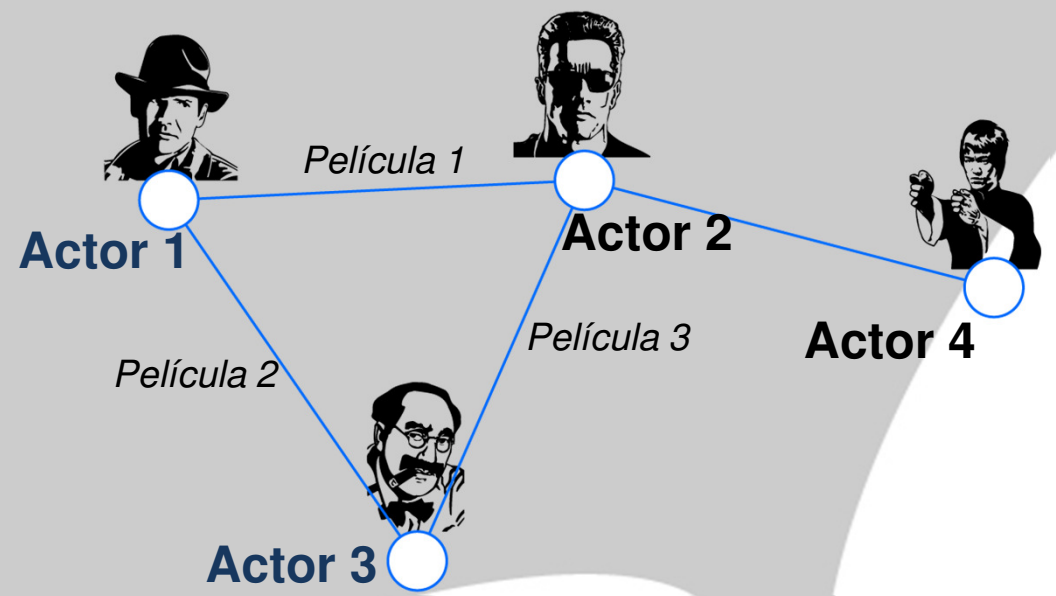 Película 1
Actor 1
Actor 2
Película 3
Actor 4
Película 2
Actor 3